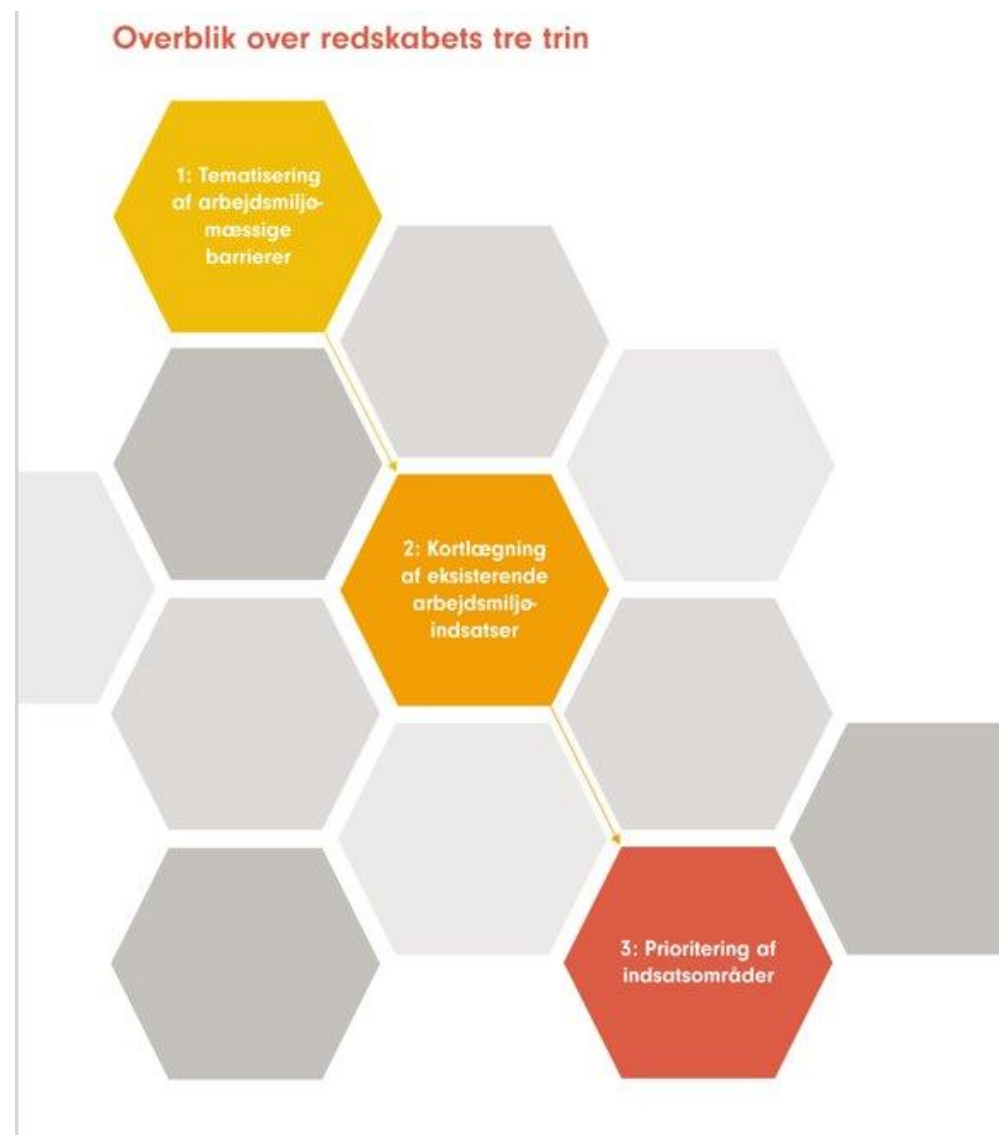 Overblik over redskabets tre trin
1: Tematisering
af arbejdsmiljø-
mæssige
barrierer
2: Kortlægning
af eksisterende
arbejdsmiljø-
indsatser
3: Prioritering af
indsatsområder